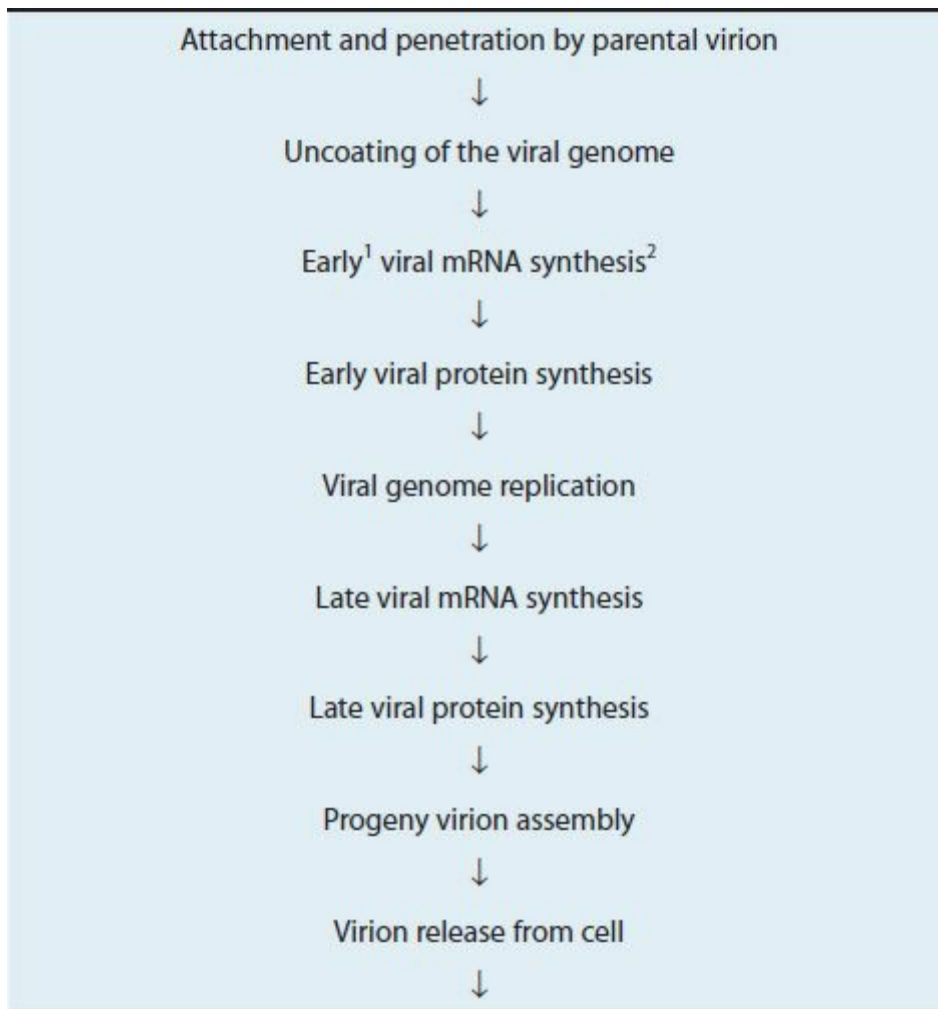 Attachment and penetration by parental virion
↓
Uncoating of the viral genome
↓
Early¹ viral mRNA synthesis²
↓
Early viral protein synthesis
↓
Viral genome replication
↓
Late viral mRNA synthesis
↓
Late viral protein synthesis
↓
Progeny virion assembly
↓
Virion release from cell
↓